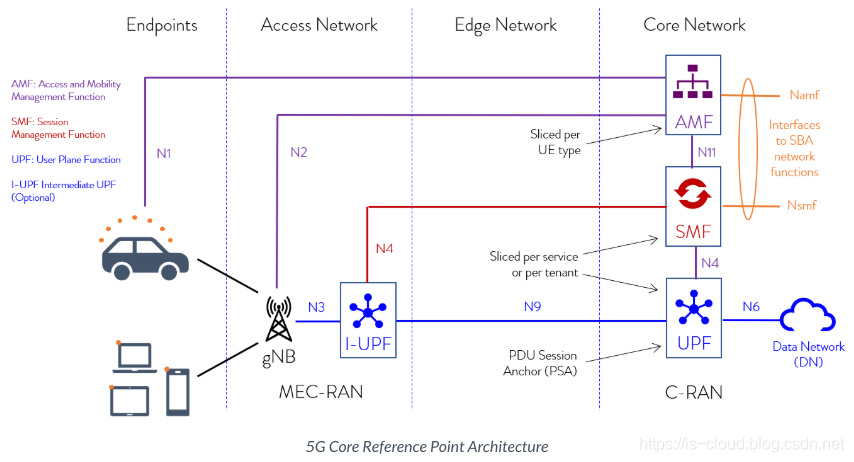 Endpoints
Access Network
Edge Network
Core Network
AMF: Access and Mobility
Management Function
SMF: Session
Management Function
UPF: User Plane Function
I-UPF Intermediate UPF
(Optional)
N1
N2
Sliced per
UE type
AMF
Namf
Interfaces
to SBA
network
functions
N11
SMF
Nsmf
N4
Sliced per service
or per tenant
N4
gNB
N3
I-UPF
N9
UPF
N6
Data Network
(DN)
PDU Session
Anchor (PSA)
MEC-RAN
C-RAN
5G Core Reference Point Architecture
https://is-cloud.blog.csdn.net